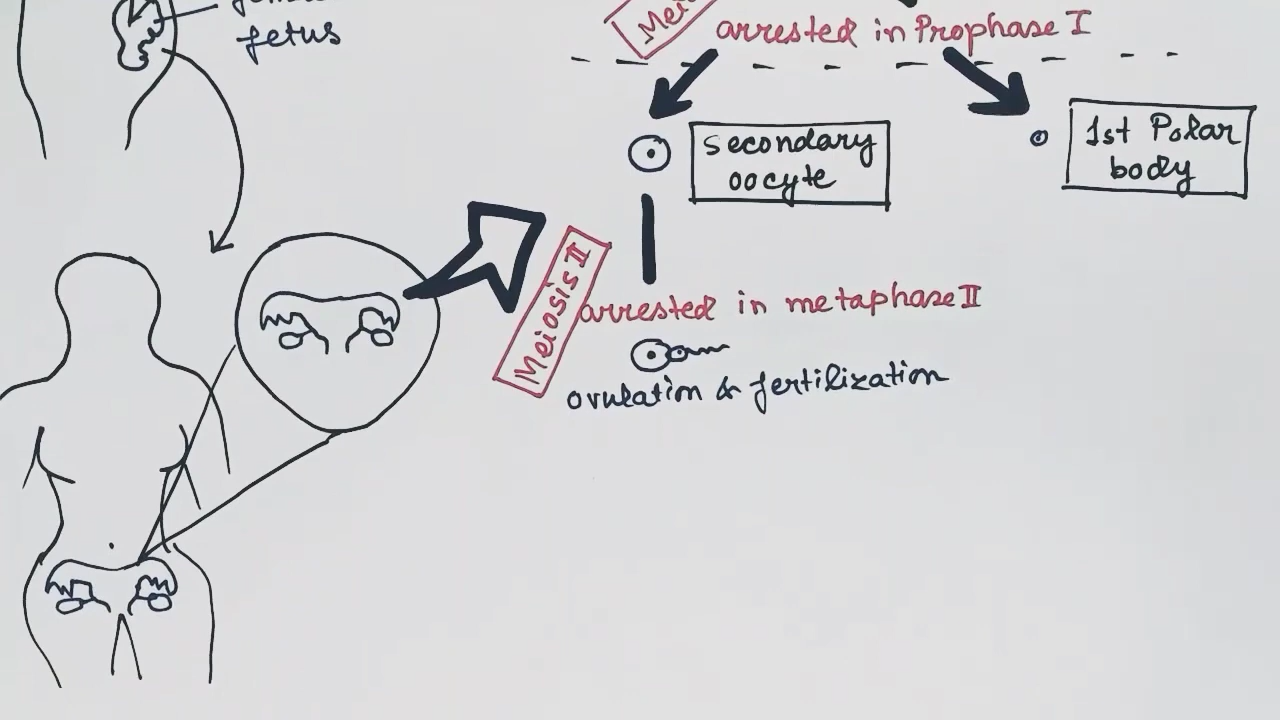 fetus
arrested in Prophase I
Secondary
oocyte
1st Polar
body
Meiosis II
arrested in metaphase II
ovulation & fertilization